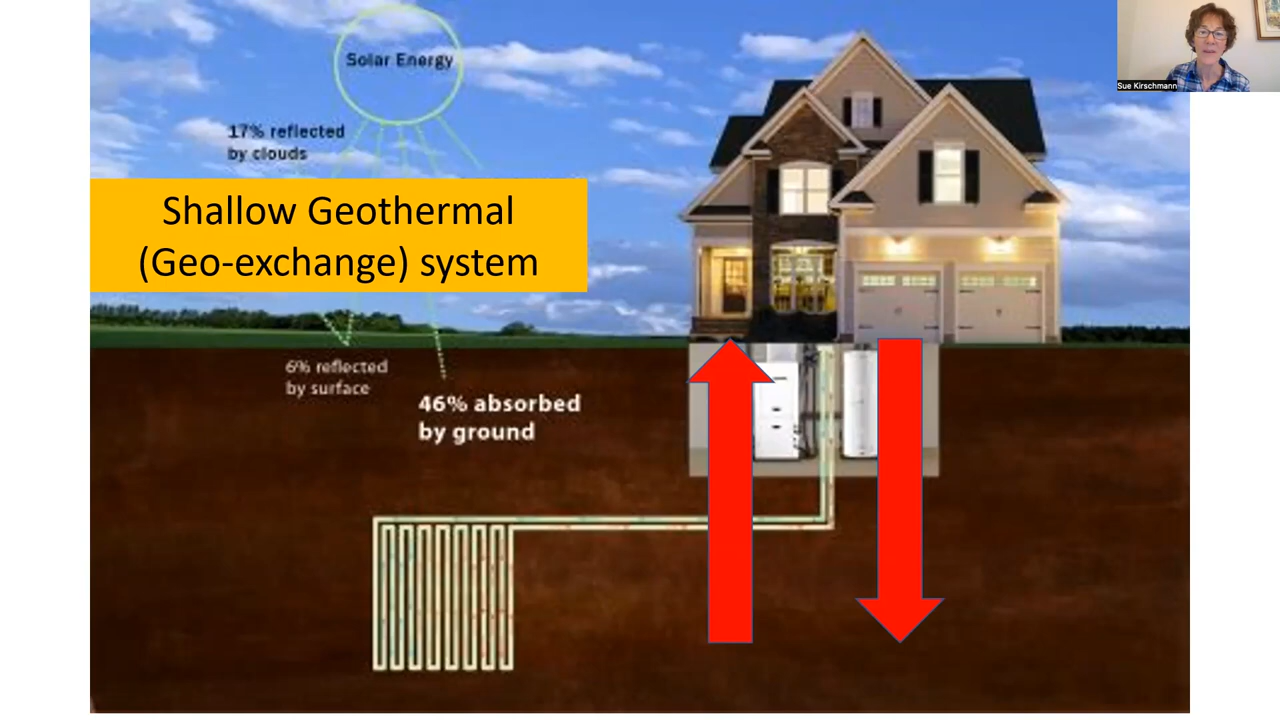 Solar Energy
17% reflected
by clouds
Shallow Geothermal
(Geo-exchange) system
6% reflected
by surface
46% absorbed
by ground
Sue Kirschmann